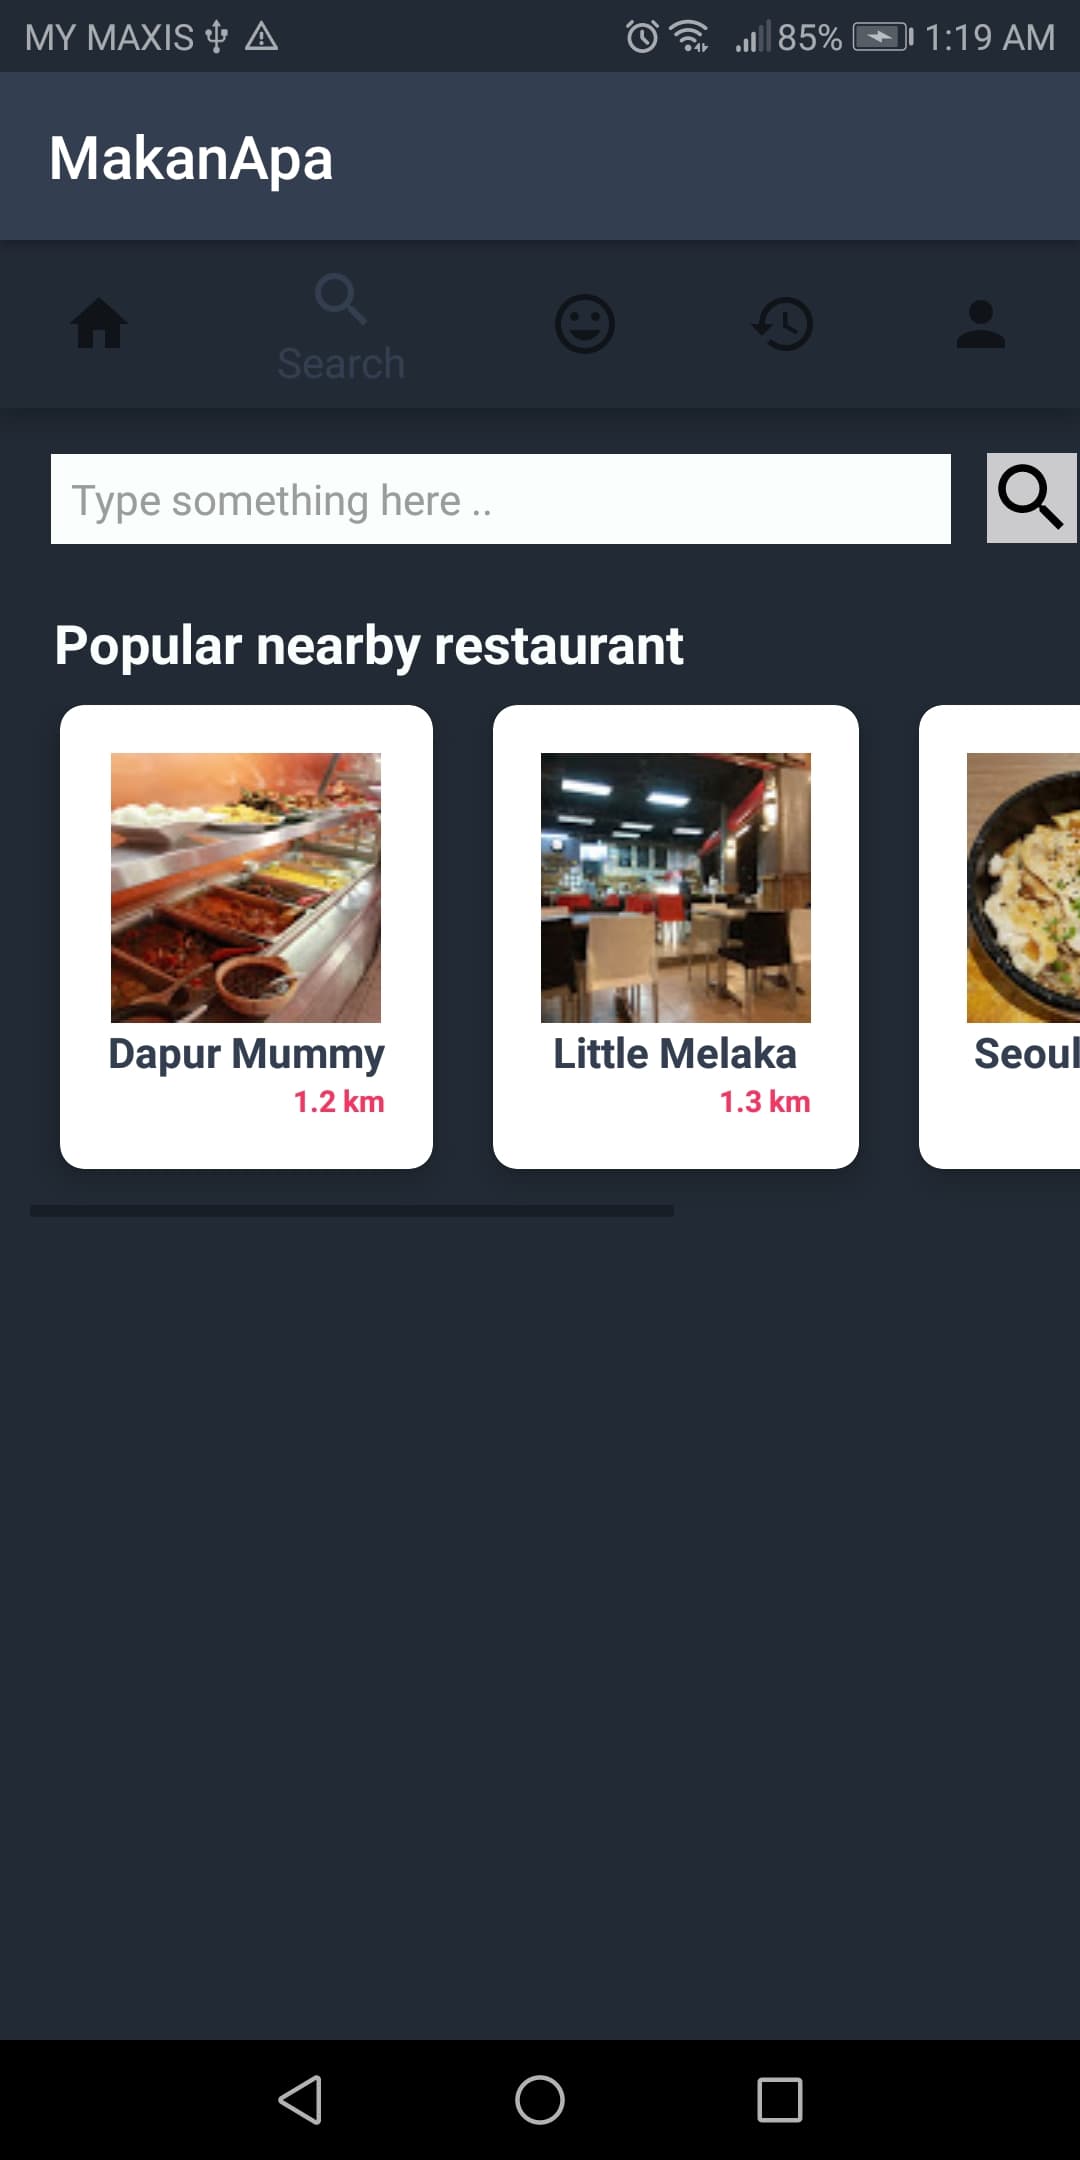 MY MAXIS 85% 1:19 AM
MakanApa
Search
Type something here ..
Popular nearby restaurant
Dapur Mummy
1.2 km
Little Melaka
1.3 km
Seoul